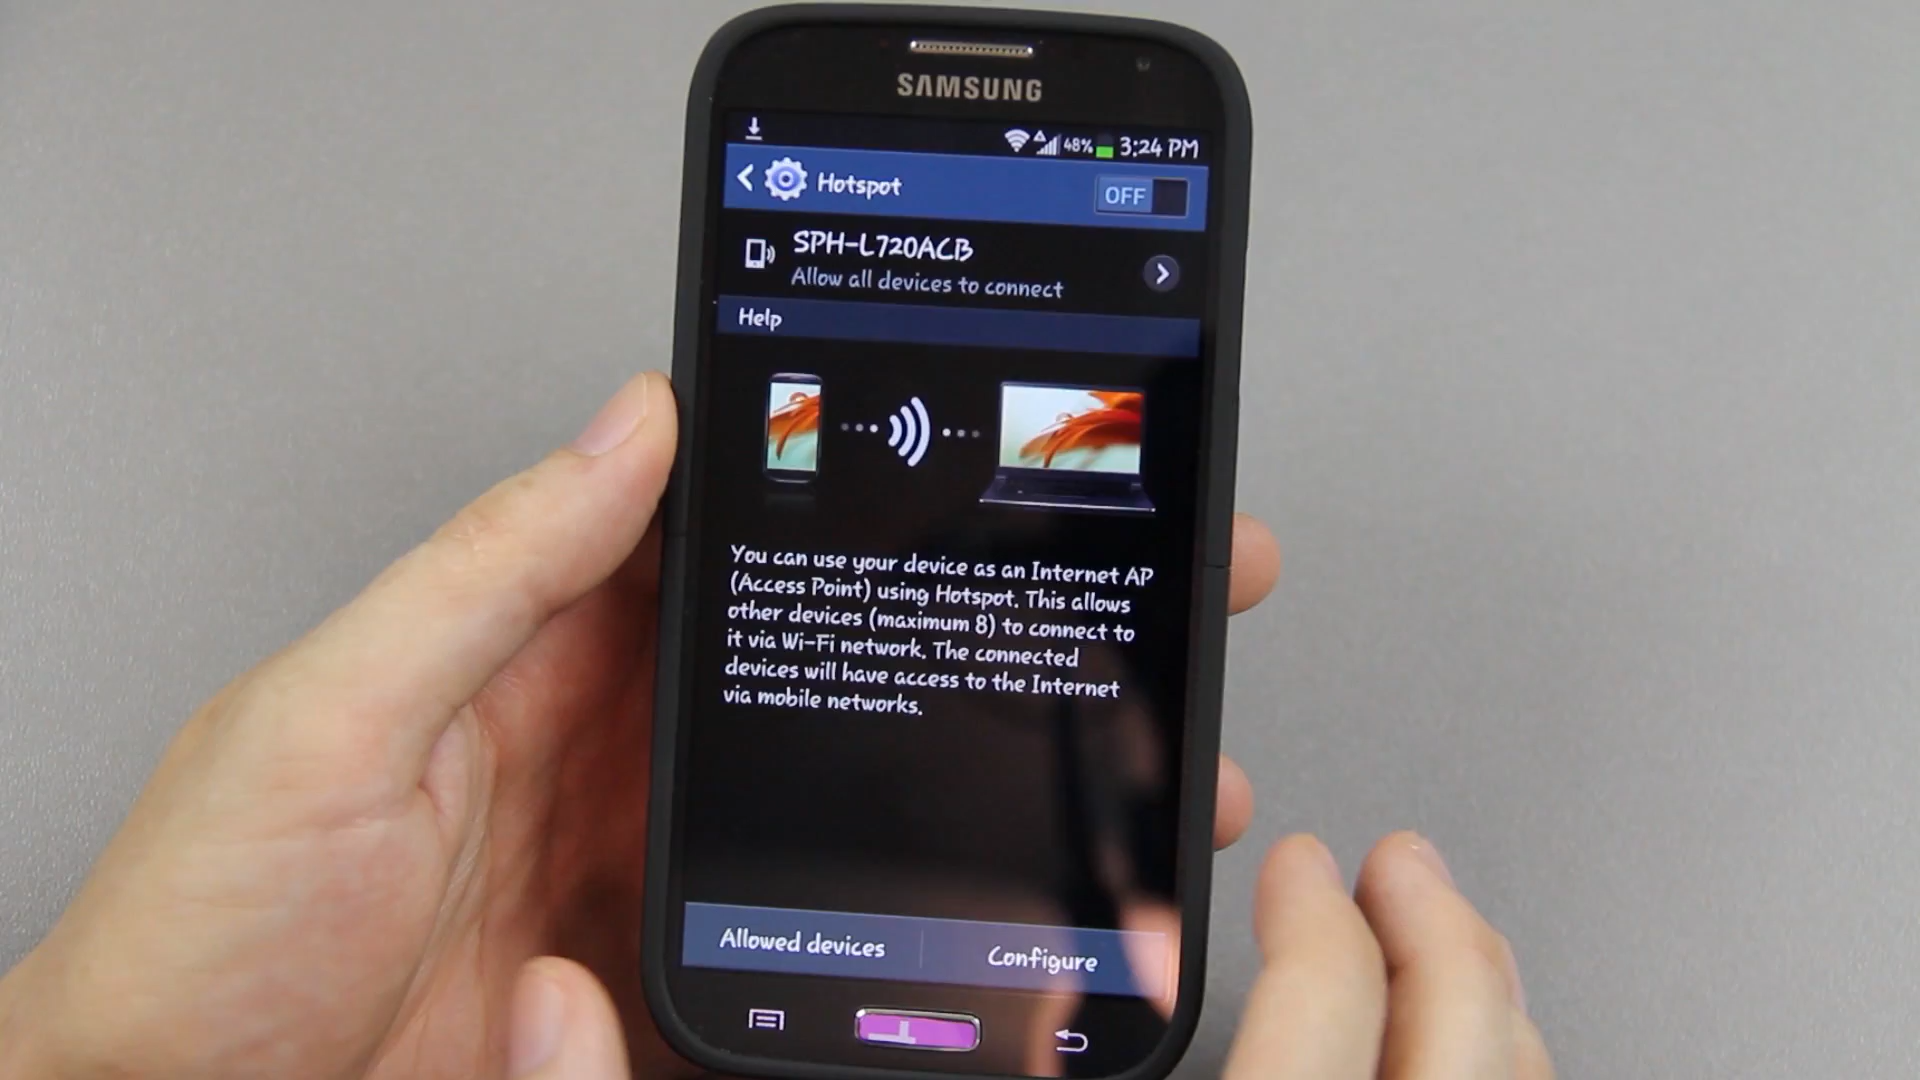 SAMSUNG
48% 3:24 PM
Hotspot
OFF
SPH-L720ACB
Allow all devices to connect
Help
You can use your device as an Internet AP
(Access Point) using Hotspot. This allows
other devices (maximum 8) to connect to
it via Wi-Fi network. The connected
devices will have access to the Internet
via mobile networks.
Allowed devices
Configure